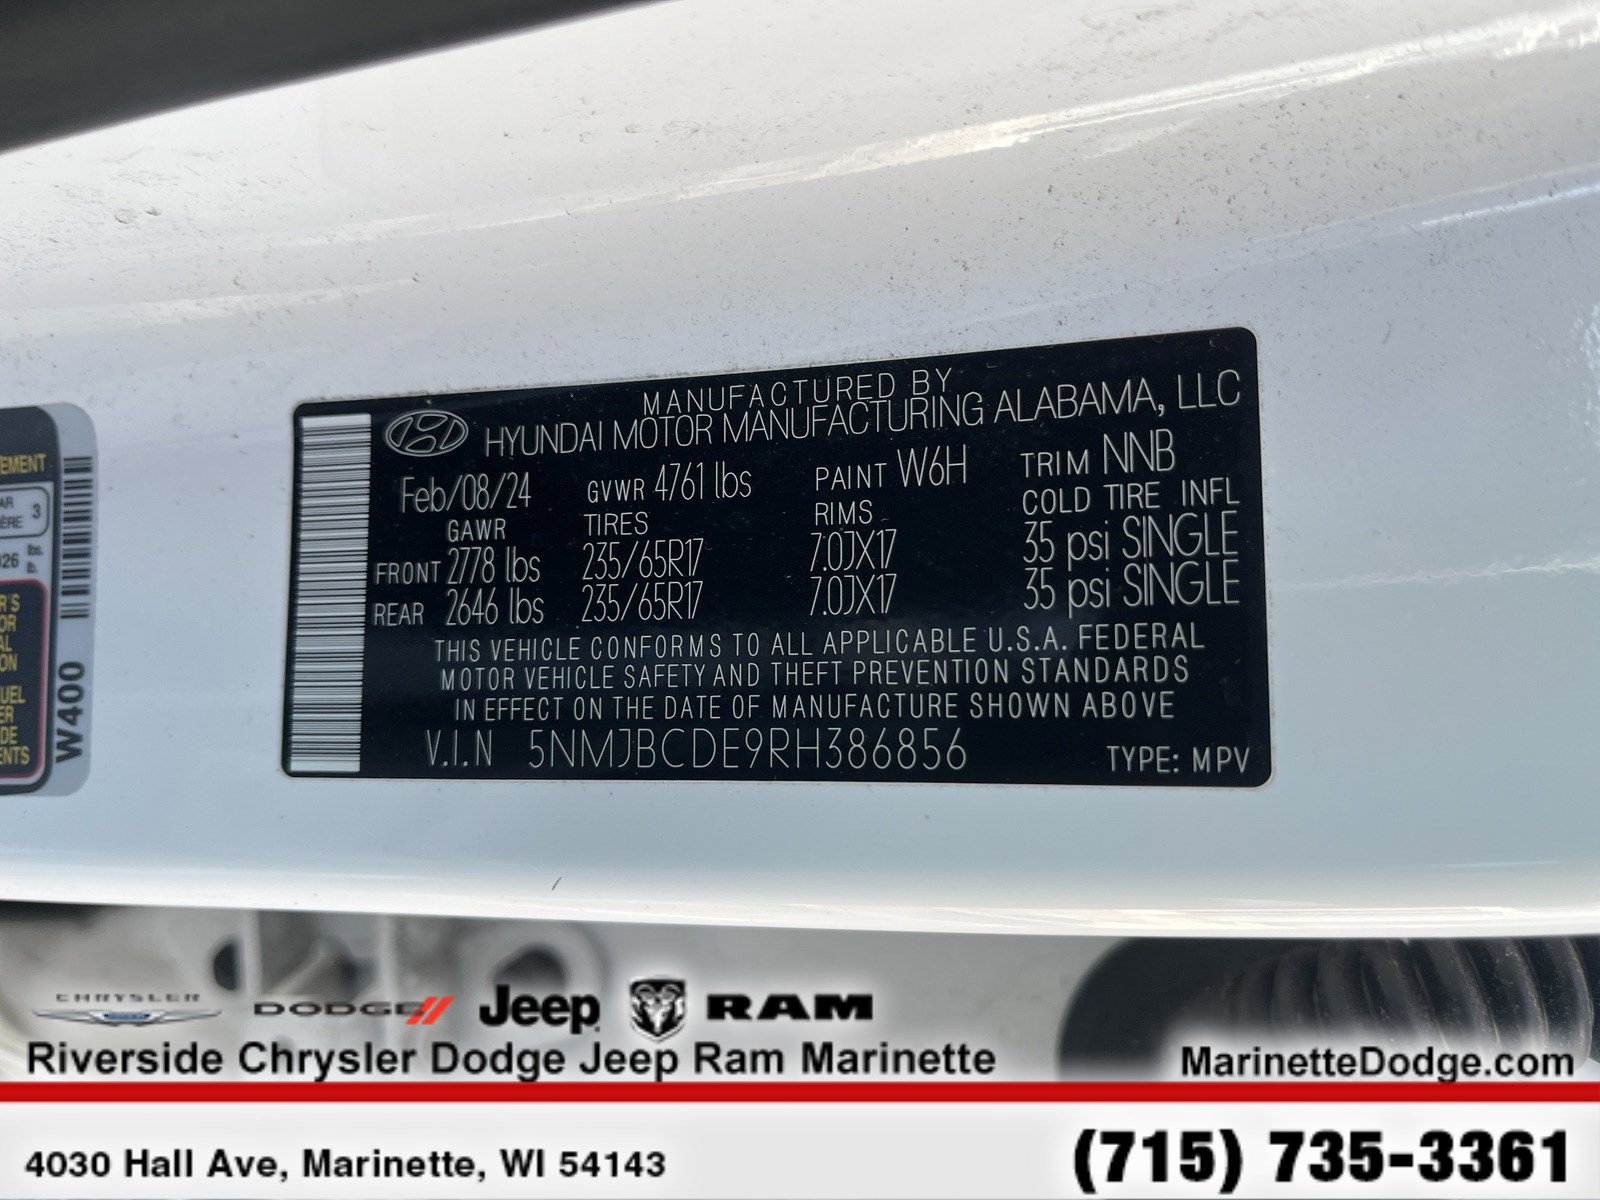 MANUFACTURED BY
HYUNDAI MOTOR MANUFACTURING ALABAMA, LLC
Feb/08/24 GVWR 4761 lbs PAINT W6H TRIM NNB
GAWR TIRES RIMS COLD TIRE INFL
FRONT 2778 lbs 235/65R17 7.0JX17 35 psi SINGLE
REAR 2646 lbs 235/65R17 7.0JX17 35 psi SINGLE
THIS VEHICLE CONFORMS TO ALL APPLICABLE U.S.A. FEDERAL
MOTOR VEHICLE SAFETY AND THEFT PREVENTION STANDARDS
IN EFFECT ON THE DATE OF MANUFACTURE SHOWN ABOVE
V.I.N 5NMJBCDE9RH386856 TYPE: MPV
3
lbs.
lb.
W400
CHRYSLER DODGE Jeep RAM
Riverside Chrysler Dodge Jeep Ram Marinette MarinetteDodge.com
4030 Hall Ave, Marinette, WI 54143 (715) 735-3361